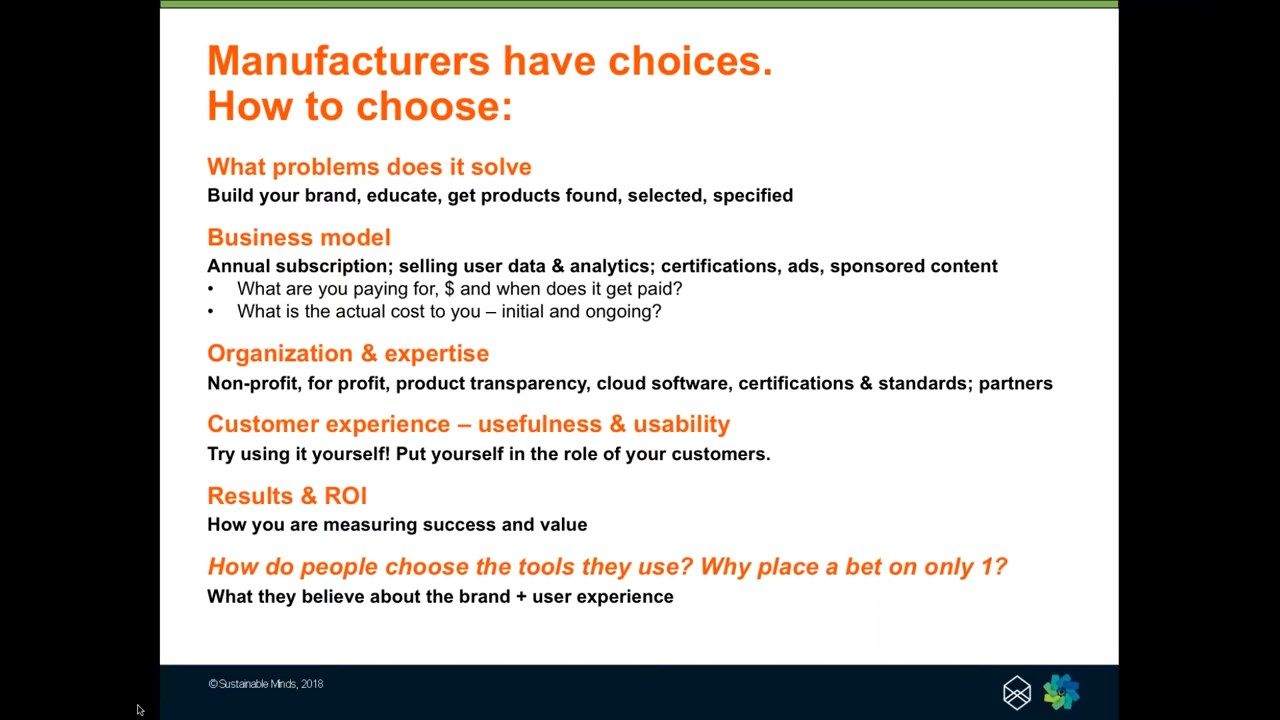 Manufacturers have choices.
How to choose:
What problems does it solve
Build your brand, educate, get products found, selected, specified
Business model
Annual subscription; selling user data & analytics; certifications, ads, sponsored content
• What are you paying for, $ and when does it get paid?
• What is the actual cost to you – initial and ongoing?
Organization & expertise
Non-profit, for profit, product transparency, cloud software, certifications & standards; partners
Customer experience – usefulness & usability
Try using it yourself! Put yourself in the role of your customers.
Results & ROI
How you are measuring success and value
How do people choose the tools they use? Why place a bet on only 1?
What they believe about the brand + user experience
©Sustainable Minds, 2018